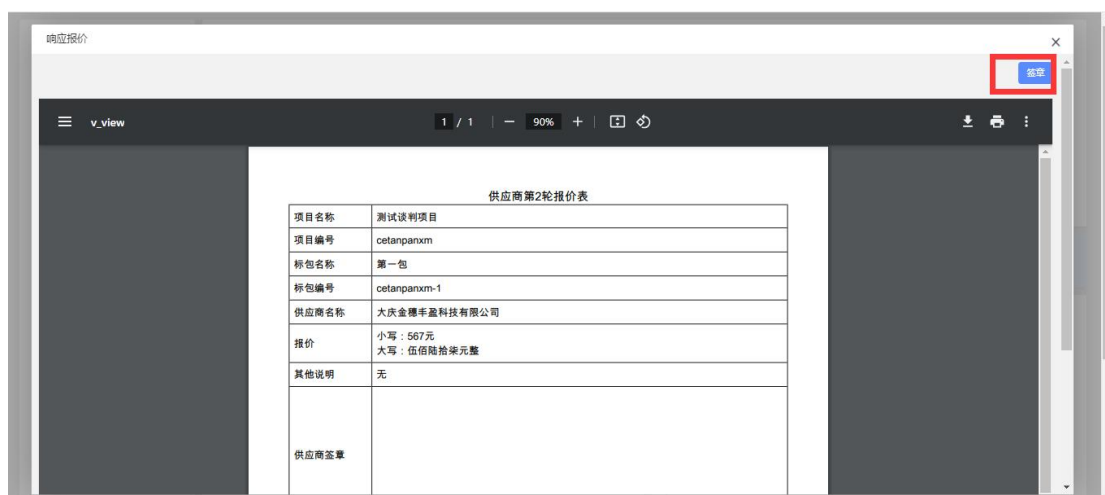 响应报价
签章
v_view
1 / 1
90%
供应商第2轮报价表
项目名称 测试谈判项目
项目编号 cetanpanxm
标包名称 第一包
标包编号 cetanpanxm-1
供应商名称 大庆金穗丰盈科技有限公司
报价 小写：567元
大写：伍佰陆拾柒元整
其他说明 无
供应商签章